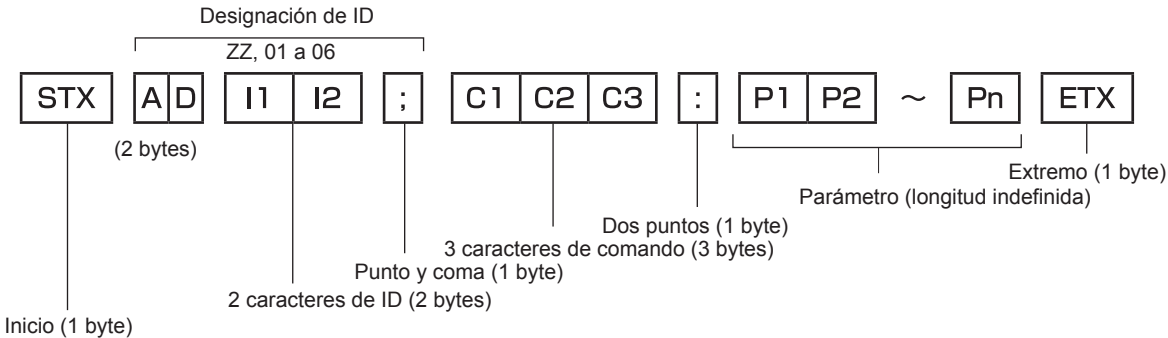 Designación de ID
ZZ, 01 a 06
STX A D I1 I2 ; C1 C2 C3 : P1 P2 ~ Pn ETX
(2 bytes)
Extremo (1 byte)
Parámetro (longitud indefinida)
Dos puntos (1 byte)
3 caracteres de comando (3 bytes)
Punto y coma (1 byte)
2 caracteres de ID (2 bytes)
Inicio (1 byte)